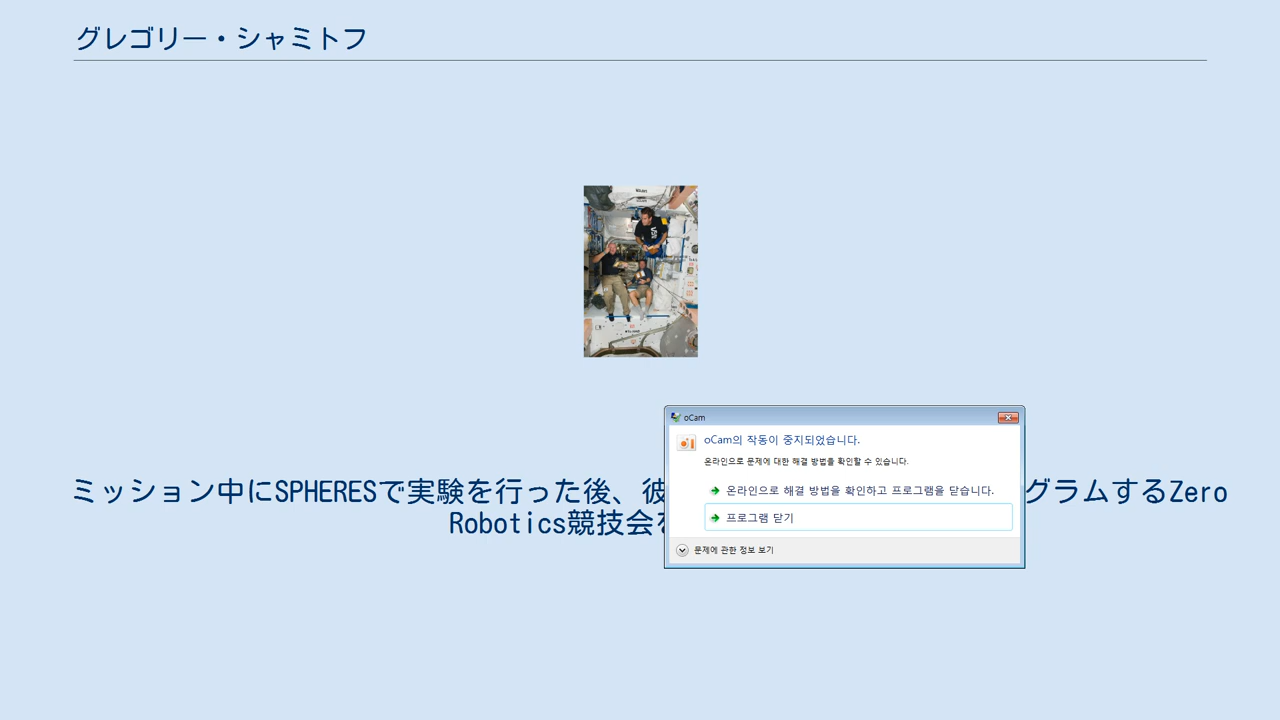 グレゴリー・シャミトフ
oCam
oCam의 작동이 중지되었습니다.
온라인으로 문제에 대한 해결 방법을 확인할 수 있습니다.
온라인으로 해결 방법을 확인하고 프로그램을 닫습니다.
프로그램 닫기
문제에 관한 정보 보기
ミッション中にSPHERESで実験を行った後、彼 グラムするZero
Robotics競技会